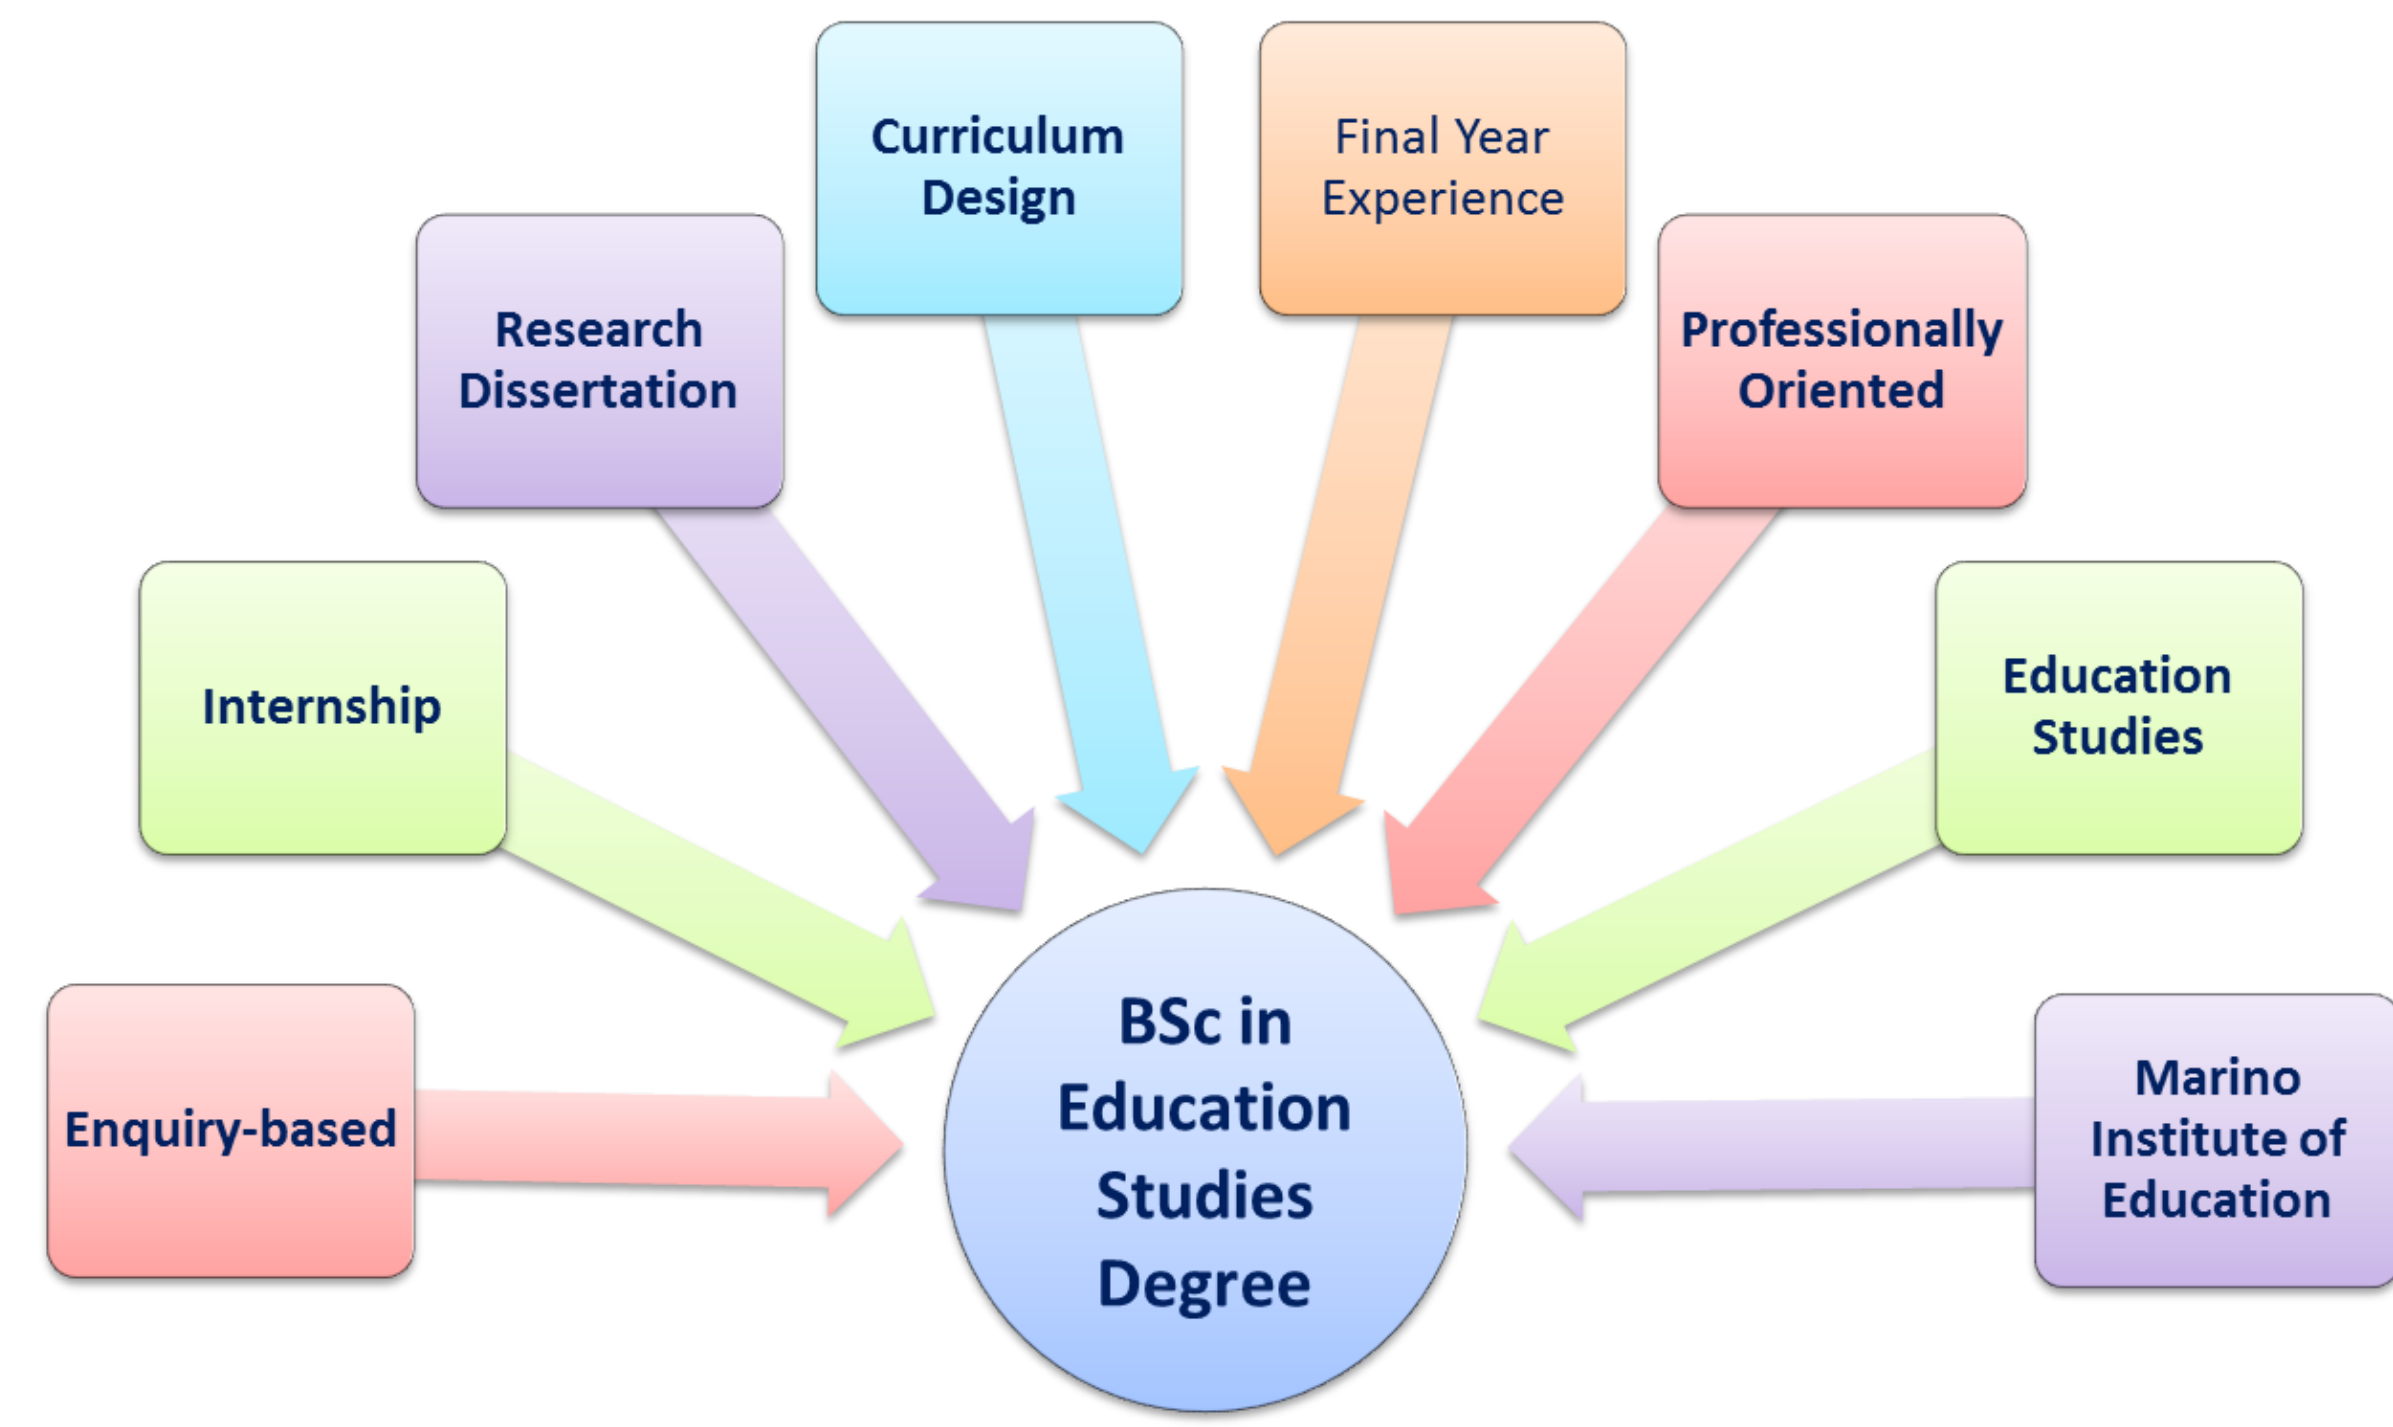 Curriculum
Design
Final Year
Experience
Research
Dissertation
Professionally
Oriented
Internship
Education
Studies
Enquiry-based
BSc in
Education
Studies
Degree
Marino
Institute of
Education